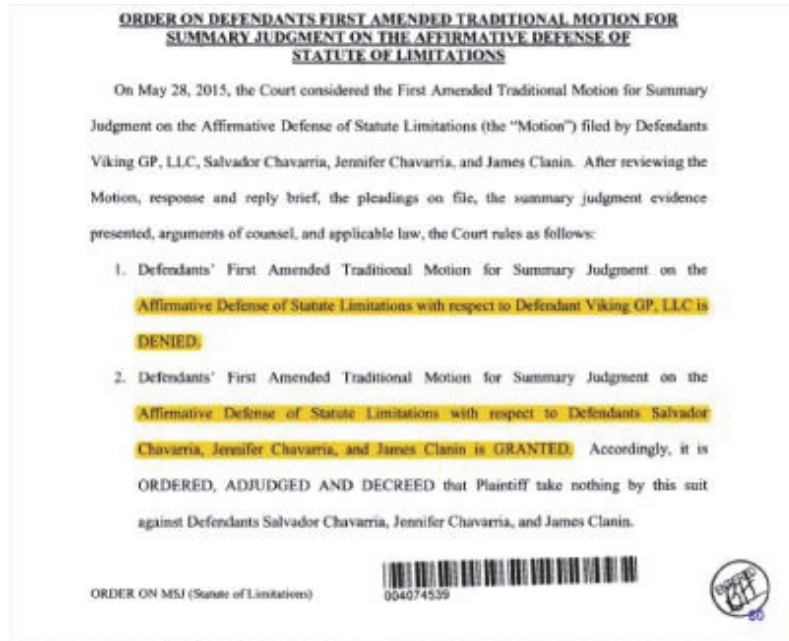 ORDER ON DEFENDANTS FIRST AMENDED TRADITIONAL MOTION FOR
SUMMARY JUDGMENT ON THE AFFIRMATIVE DEFENSE OF
STATUTE OF LIMITATIONS
On May 28, 2015, the Court considered the First Amended Traditional Motion for Summary
Judgment on the Affirmative Defense of Statute Limitations (the “Motion”) filed by Defendants
Viking GP, LLC, Salvador Chavarria, Jennifer Chavarria, and James Clanin. After reviewing the
Motion, response and reply brief, the pleadings on file, the summary judgment evidence
presented, arguments of counsel, and applicable law, the Court rules as follows:
1. Defendants’ First Amended Traditional Motion for Summary Judgment on the
Affirmative Defense of Statute Limitations with respect to Defendant Viking GP, LLC is
DENIED.
2. Defendants’ First Amended Traditional Motion for Summary Judgment on the
Affirmative Defense of Statute Limitations with respect to Defendants Salvador
Chavarria, Jennifer Chavarria, and James Clanin is GRANTED. Accordingly, it is
ORDERED, ADJUDGED AND DECREED that Plaintiff take nothing by this suit
against Defendants Salvador Chavarria, Jennifer Chavarria, and James Clanin.
ORDER ON MSJ (Statute of Limitations)
004074539
ENTERED